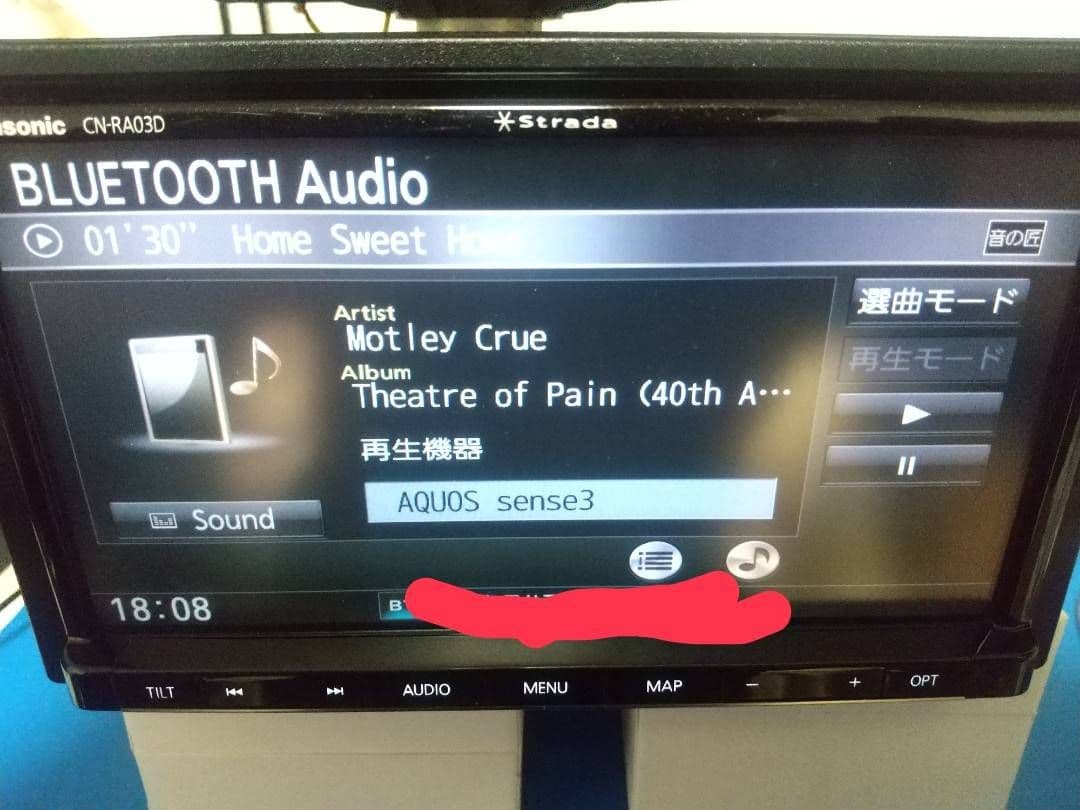 sonic CN-RA03D
Strada
BLUETOOTH Audio
01'30" Home Sweet
音の匠
選曲モード
Artist
Motley Crue
再生モード
Album
Theatre of Pain (40th A…
再生機器
AQUOS sense3
Sound
18:08
TILT
AUDIO
MENU
MAP
− + OPT